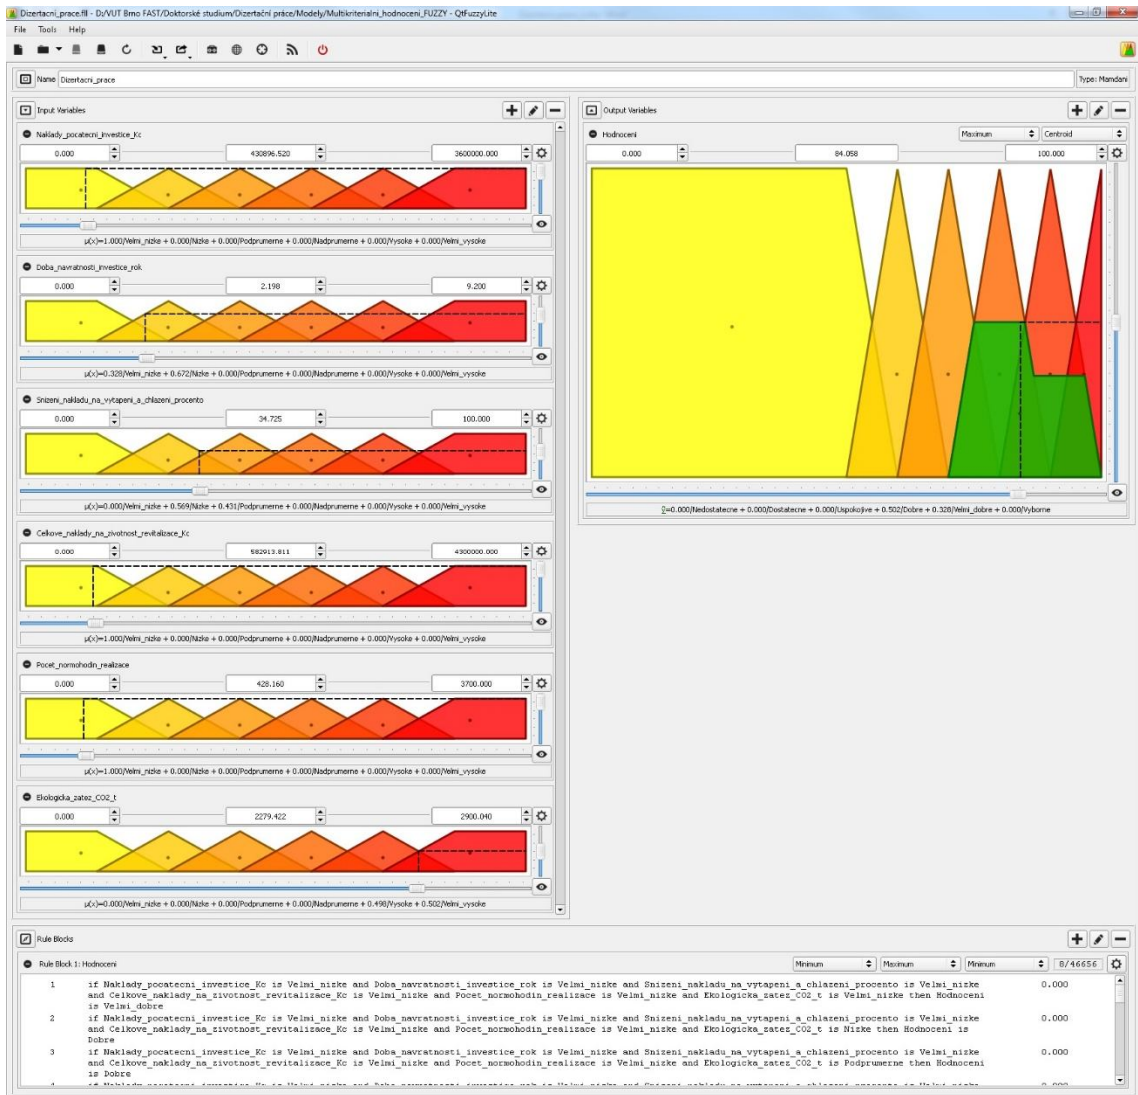 Dizertacni_prace.fll - D:/VUT Brno FAST/Doktorské studium/Dizertační práce/Modely/Multikriterialni_hodnoceni_FUZZY - QtFuzzyLite
File Tools Help
Name Dizertacni_prace Type: Mamdani
Input Variables
Naklady_pocatecni_investice_Kc
0.000 430896.520 3600000.000
μ(x)=1.000/Velmi_nizke + 0.000/Nizke + 0.000/Podprumerne + 0.000/Nadprumerne + 0.000/Vysoke + 0.000/Velmi_vysoke
Doba_navratnosti_investice_rok
0.000 2.198 9.200
μ(x)=0.328/Velmi_nizke + 0.672/Nizke + 0.000/Podprumerne + 0.000/Nadprumerne + 0.000/Vysoke + 0.000/Velmi_vysoke
Snizeni_nakladu_na_vytapeni_a_chlazeni_procento
0.000 34.725 100.000
μ(x)=0.000/Velmi_nizke + 0.569/Nizke + 0.431/Podprumerne + 0.000/Nadprumerne + 0.000/Vysoke + 0.000/Velmi_vysoke
Celkove_naklady_na_zivotnost_revitalizace_Kc
0.000 582913.811 4300000.000
μ(x)=1.000/Velmi_nizke + 0.000/Nizke + 0.000/Podprumerne + 0.000/Nadprumerne + 0.000/Vysoke + 0.000/Velmi_vysoke
Pocet_normohodin_realizace
0.000 428.160 3700.000
μ(x)=1.000/Velmi_nizke + 0.000/Nizke + 0.000/Podprumerne + 0.000/Nadprumerne + 0.000/Vysoke + 0.000/Velmi_vysoke
Ekologicka_zatez_CO2_t
0.000 2279.422 2900.040
μ(x)=0.000/Velmi_nizke + 0.000/Nizke + 0.000/Podprumerne + 0.000/Nadprumerne + 0.498/Vysoke + 0.502/Velmi_vysoke
Output Variables
Hodnoceni Maximum Centroid
0.000 84.058 100.000
ỹ=0.000/Nedostatecne + 0.000/Dostatecne + 0.000/Uspokojive + 0.502/Dobre + 0.328/Velmi_dobre + 0.000/Vyborne
Rule Blocks
Rule Block 1: Hodnoceni Minimum Maximum Minimum 8/46656
1 if Naklady_pocatecni_investice_Kc is Velmi_nizke and Doba_navratnosti_investice_rok is Velmi_nizke and Snizeni_nakladu_na_vytapeni_a_chlazeni_procento is Velmi_nizke 0.000
and Celkove_naklady_na_zivotnost_revitalizace_Kc is Velmi_nizke and Pocet_normohodin_realizace is Velmi_nizke and Ekologicka_zatez_CO2_t is Velmi_nizke then Hodnoceni
is Velmi_dobre
2 if Naklady_pocatecni_investice_Kc is Velmi_nizke and Doba_navratnosti_investice_rok is Velmi_nizke and Snizeni_nakladu_na_vytapeni_a_chlazeni_procento is Velmi_nizke 0.000
and Celkove_naklady_na_zivotnost_revitalizace_Kc is Velmi_nizke and Pocet_normohodin_realizace is Velmi_nizke and Ekologicka_zatez_CO2_t is Nizke then Hodnoceni is
Dobre
3 if Naklady_pocatecni_investice_Kc is Velmi_nizke and Doba_navratnosti_investice_rok is Velmi_nizke and Snizeni_nakladu_na_vytapeni_a_chlazeni_procento is Velmi_nizke 0.000
and Celkove_naklady_na_zivotnost_revitalizace_Kc is Velmi_nizke and Pocet_normohodin_realizace is Velmi_nizke and Ekologicka_zatez_CO2_t is Podprumerne then Hodnoceni
is Dobre